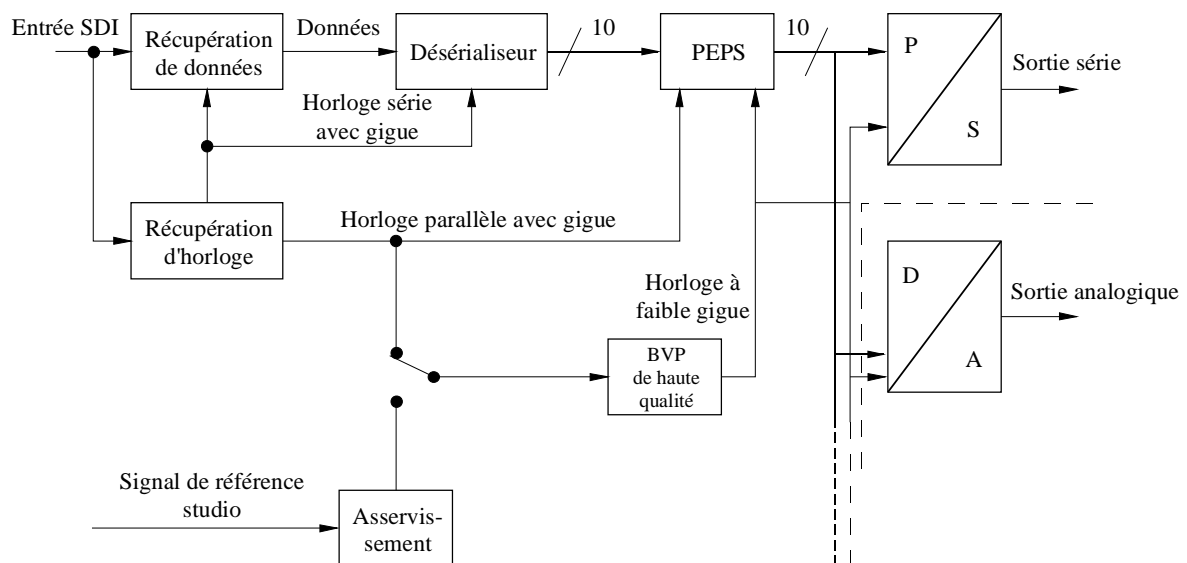 Entrée SDI
Récupération
de données
Données
Désérialiseur
10
PEPS
10
P
S
Sortie série
Horloge série
avec gigue
Récupération
d'horloge
Horloge parallèle avec gigue
Horloge à
faible gigue
BVP
de haute
qualité
D
A
Sortie analogique
Signal de référence
studio
Asservis-
sement